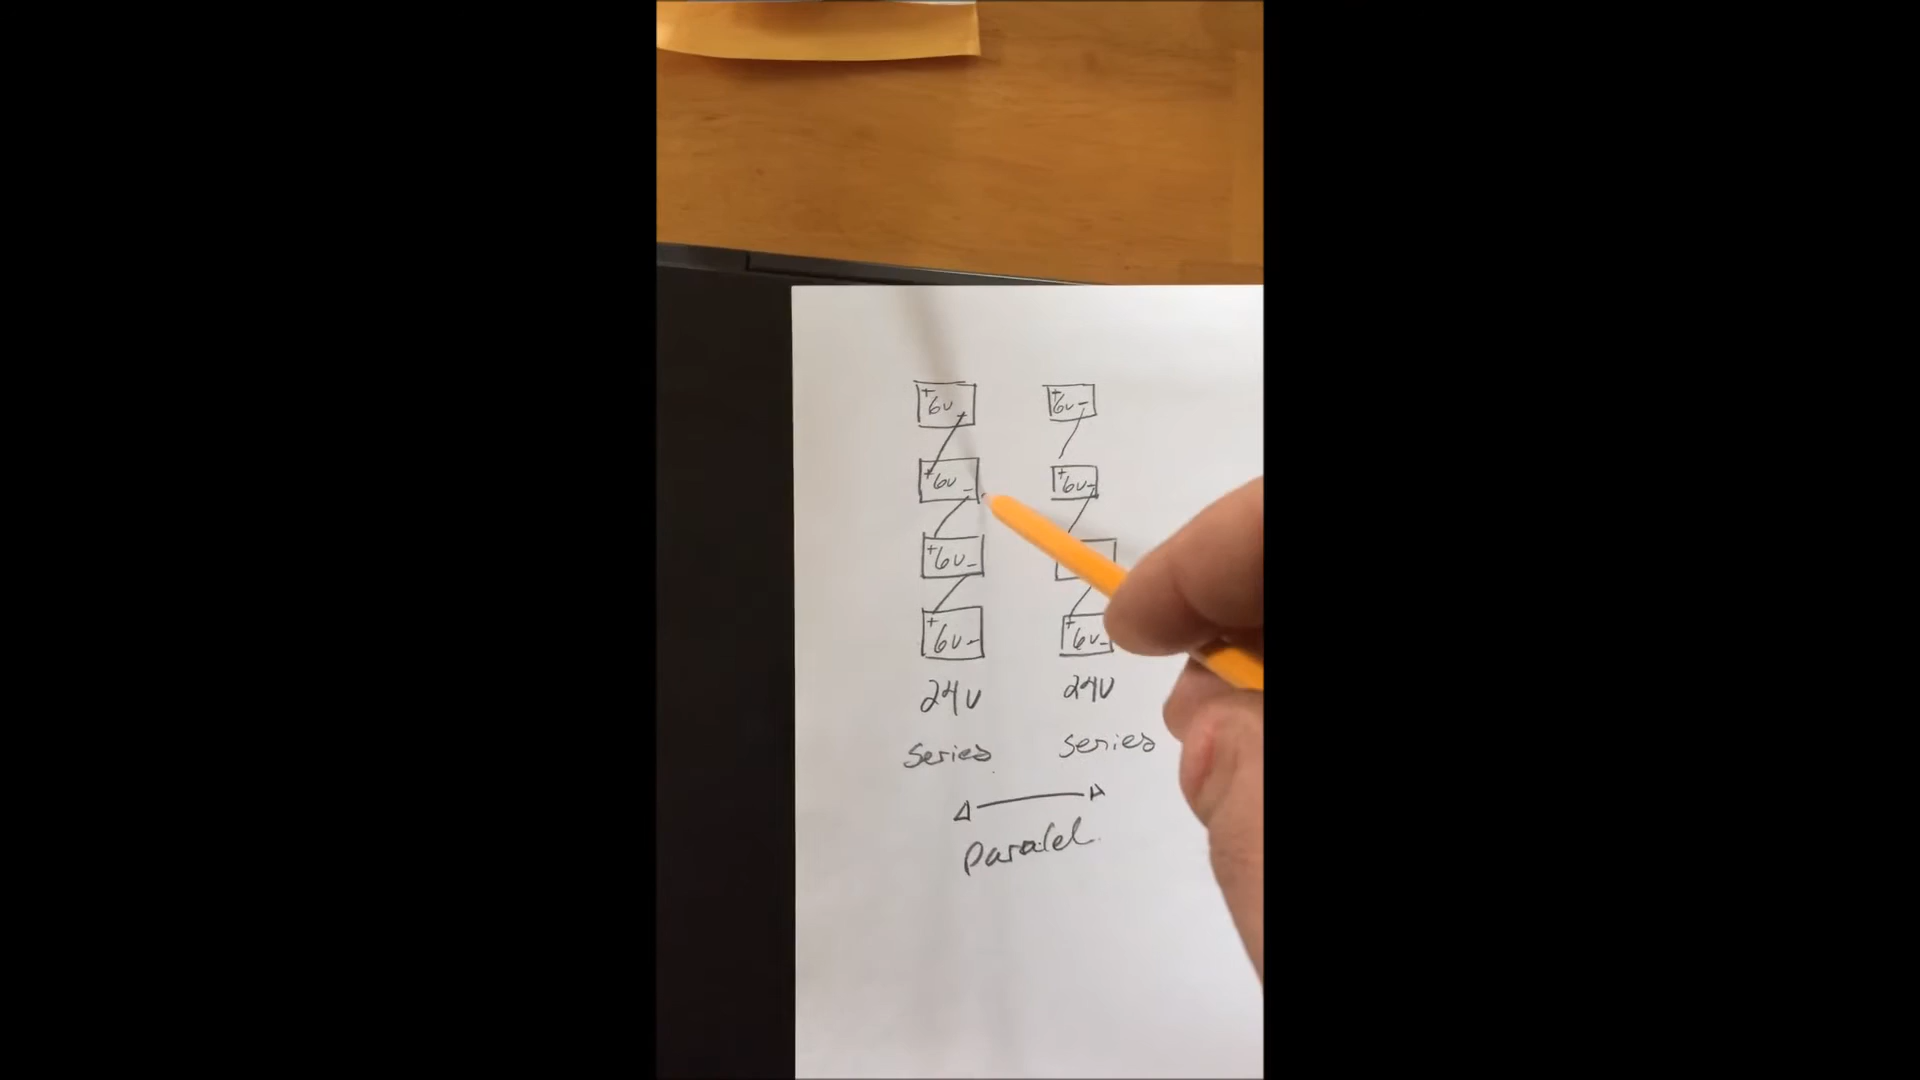 + 6v - + 6v -
+ 6v - + 6v -
+ 6v -
+ 6v - + 6v -
24v 24v
Series series
Paralel